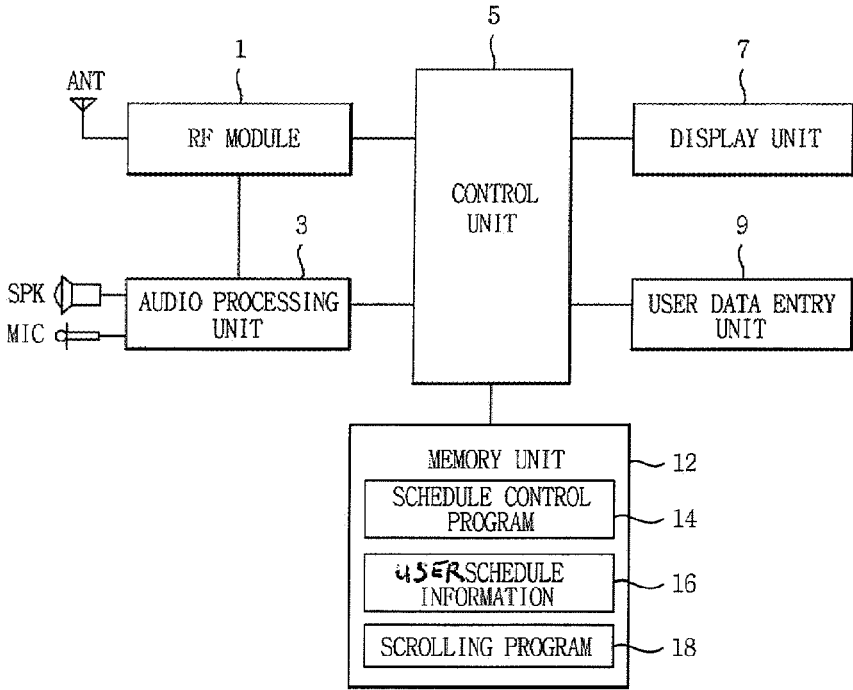 5
1
7
ANT
RF MODULE
DISPLAY UNIT
CONTROL
UNIT
3
9
SPK
AUDIO PROCESSING
UNIT
USER DATA ENTRY
UNIT
MIC
MEMORY UNIT
12
SCHEDULE CONTROL
PROGRAM
14
USER SCHEDULE
INFORMATION
16
SCROLLING PROGRAM
18